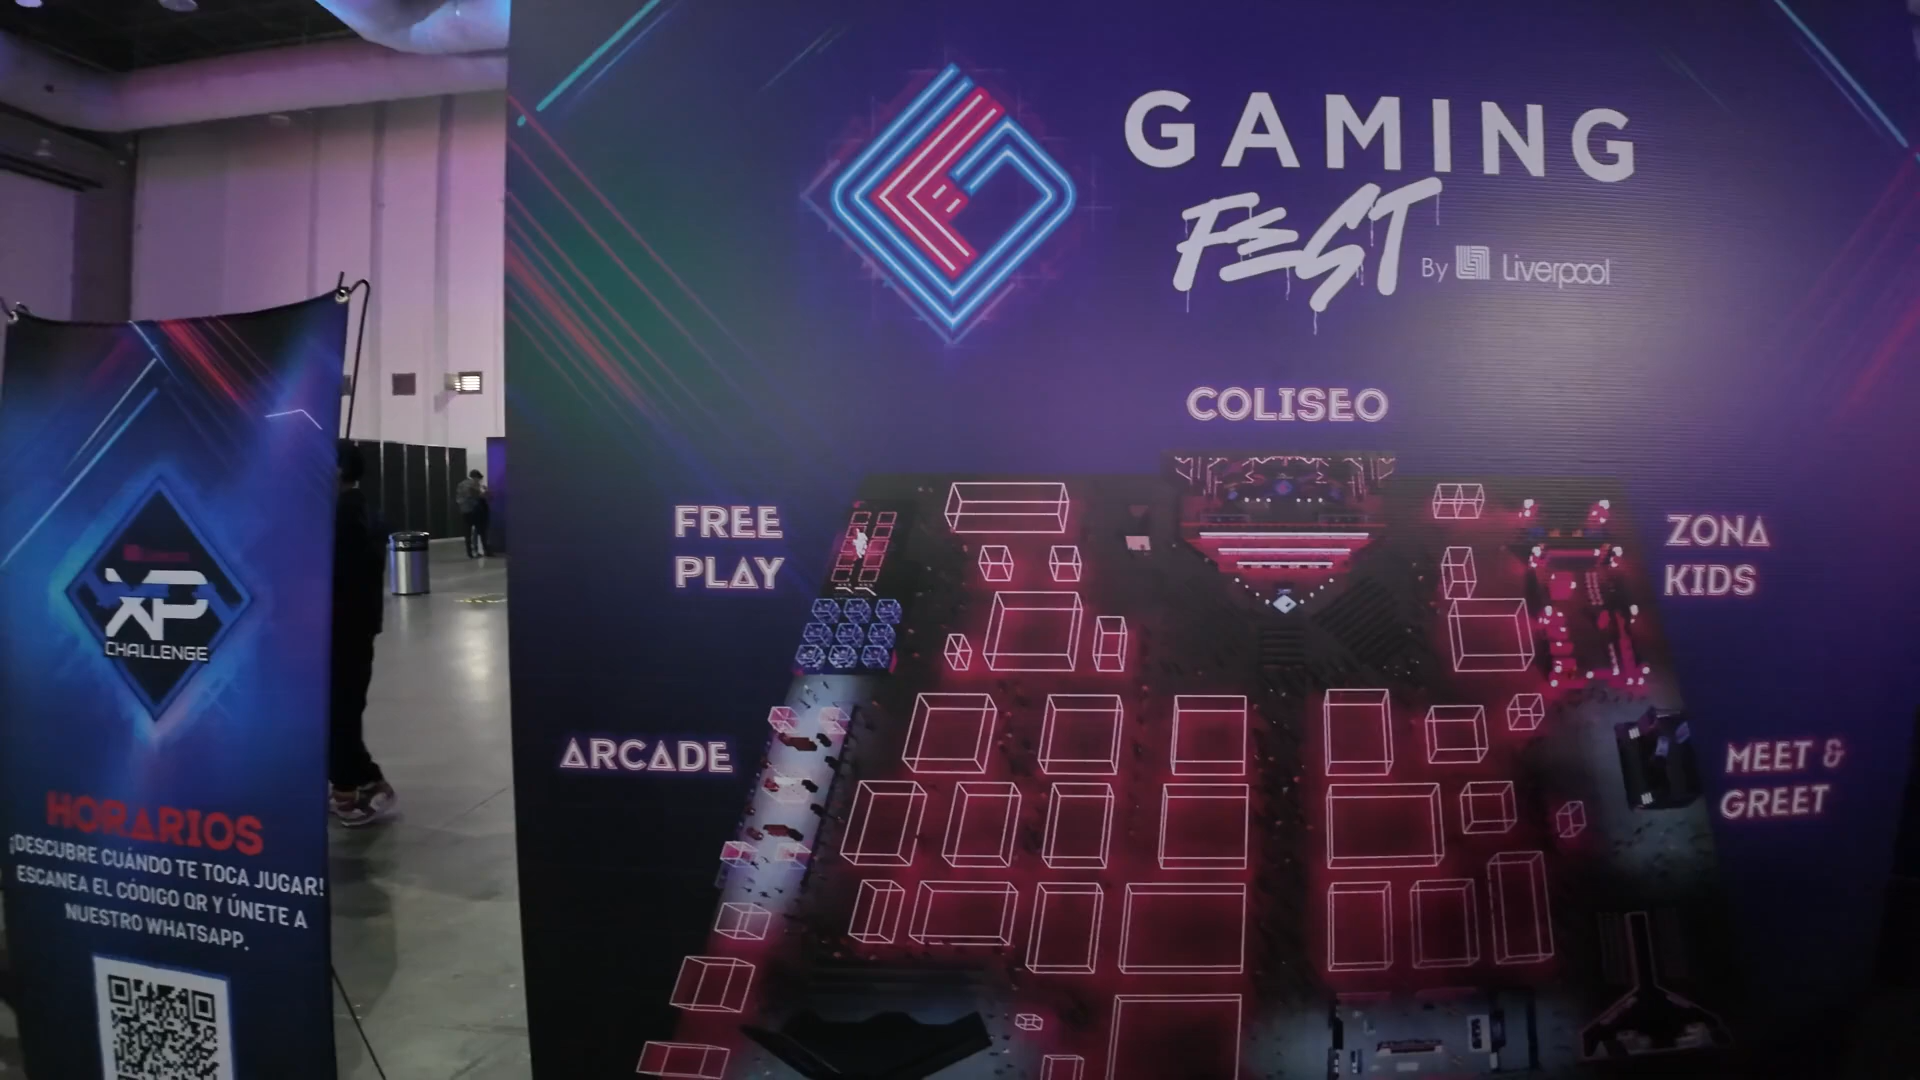 GAMING
FEST
By Liverpool
COLISEO
FREE
PLAY
ZONA
KIDS
ARCADE
MEET &
GREET
XP
CHALLENGE
HORARIOS
¡DESCUBRE CUÁNDO TE TOCA JUGAR!
ESCANEA EL CÓDIGO QR Y ÚNETE A
NUESTRO WHATSAPP.